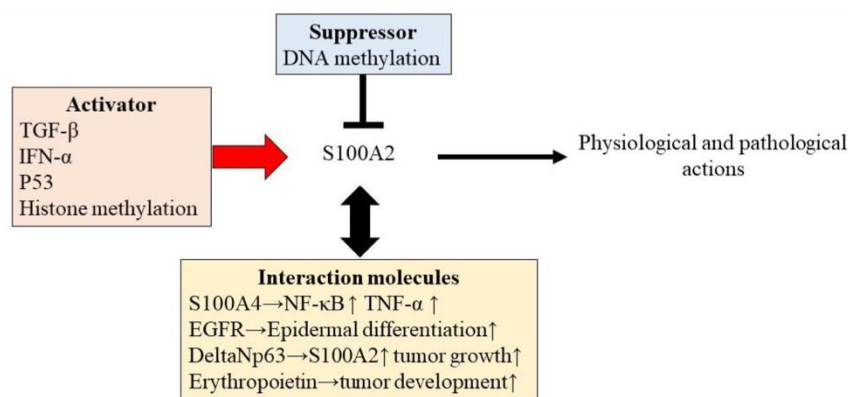 Suppressor
DNA methylation
Activator
TGF-β
IFN-α
P53
Histone methylation
S100A2
Physiological and pathological
actions
Interaction molecules
S100A4→NF-κB↑ TNF-α ↑
EGFR→Epidermal differentiation↑
DeltaNp63→S100A2↑ tumor growth↑
Erythropoietin→tumor development↑